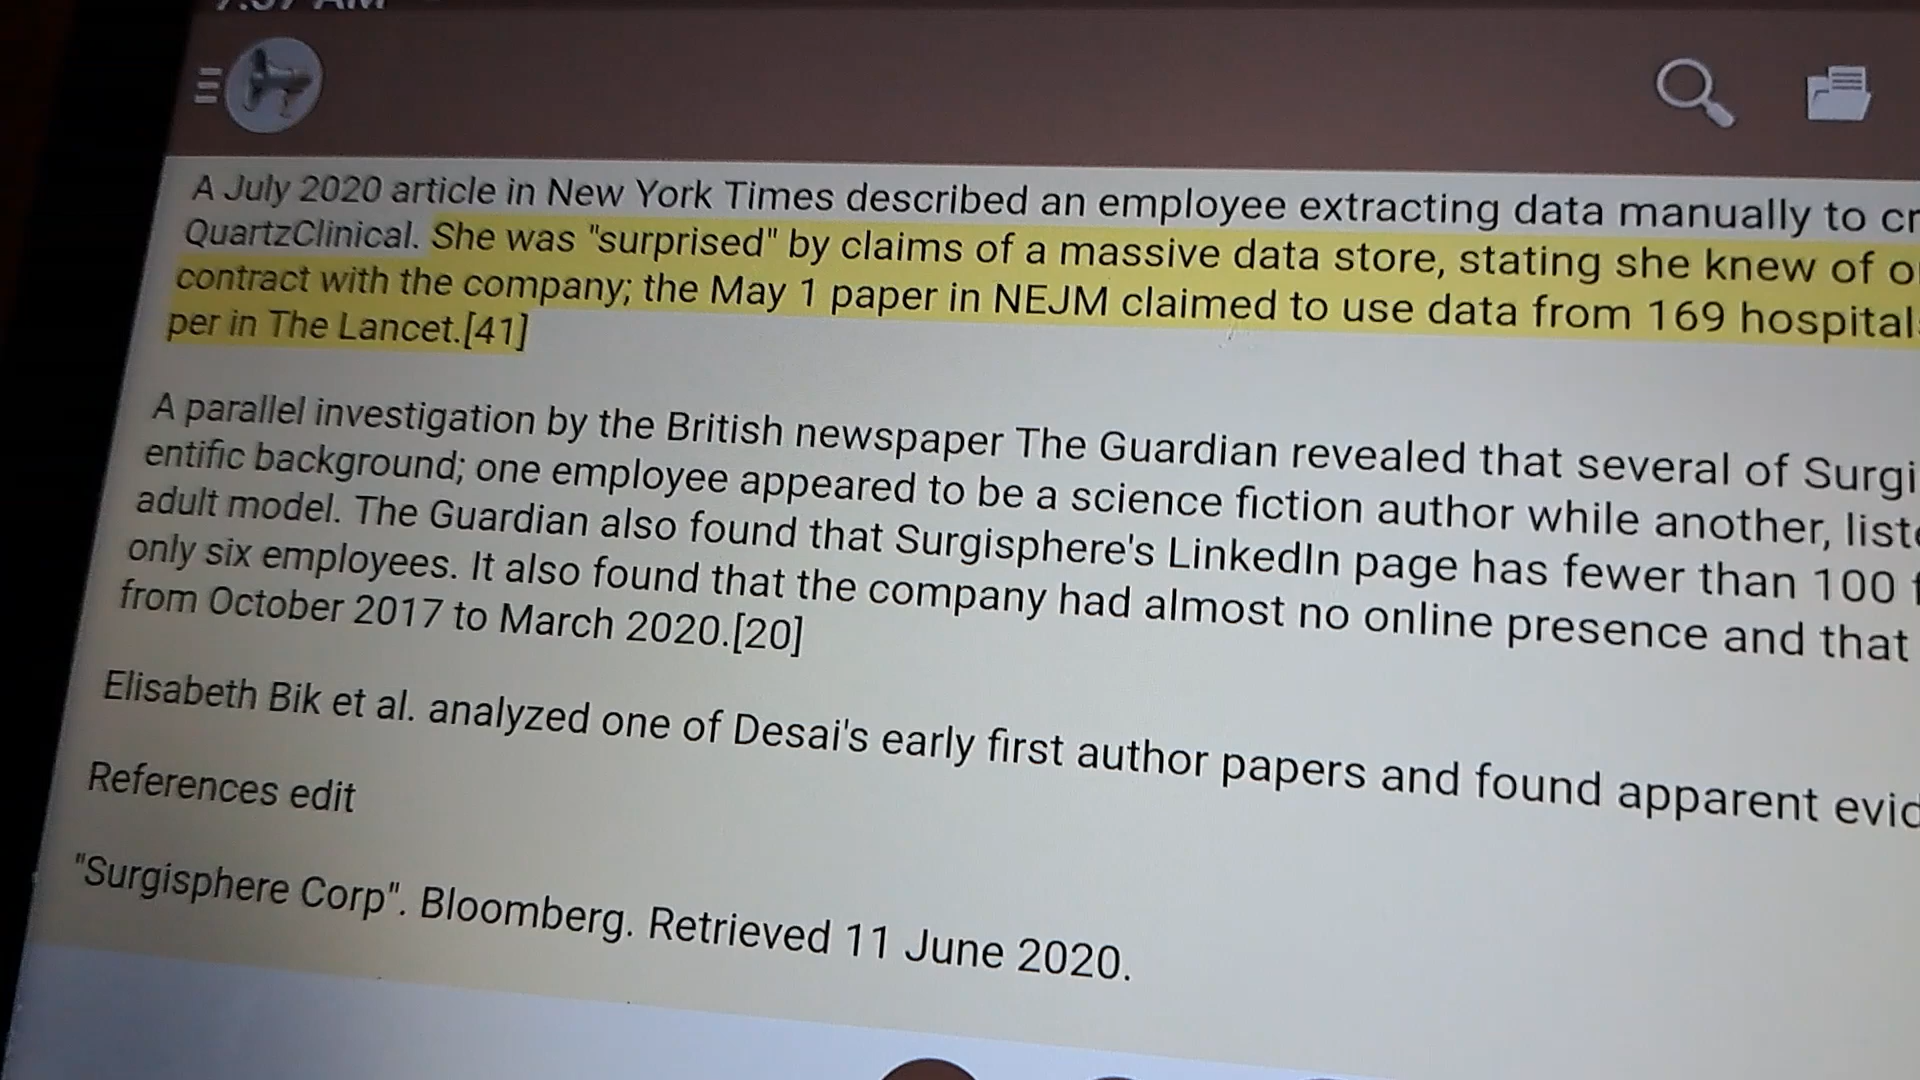 A July 2020 article in New York Times described an employee extracting data manually to
QuartzClinical. She was "surprised" by claims of a massive data store, stating she knew of
contract with the company; the May 1 paper in NEJM claimed to use data from 169
per in The Lancet.[41]
A parallel investigation by the British newspaper The Guardian revealed that several of
entific background; one employee appeared to be a science fiction author while another,
adult model. The Guardian also found that Surgisphere's LinkedIn page has fewer than 100
only six employees. It also found that the company had almost no online presence and that
from October 2017 to March 2020.[20]
Elisabeth Bik et al. analyzed one of Desai's early first author papers and found apparent
References edit
"Surgisphere Corp". Bloomberg. Retrieved 11 June 2020.